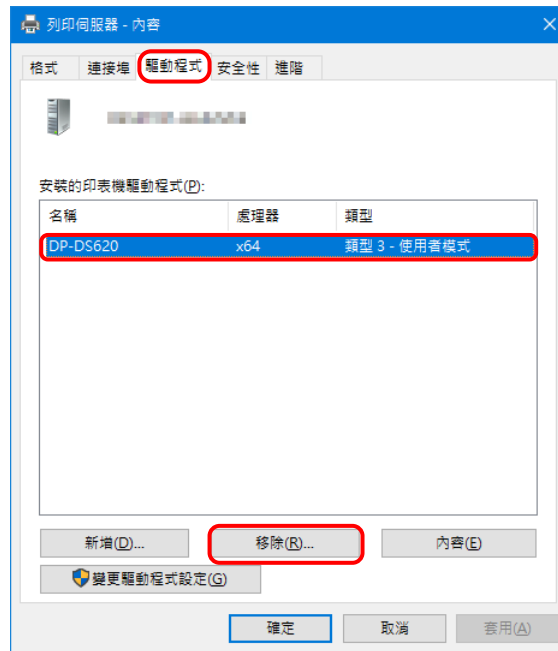 列印伺服器 - 內容
格式 連接埠 驅動程式 安全性 進階
安裝的印表機驅動程式(P):
名稱 處理器 類型
DP-DS620 x64 類型 3 - 使用者模式
新增(D)... 移除(R)... 內容(E)
變更驅動程式設定(G)
確定 取消 套用(A)